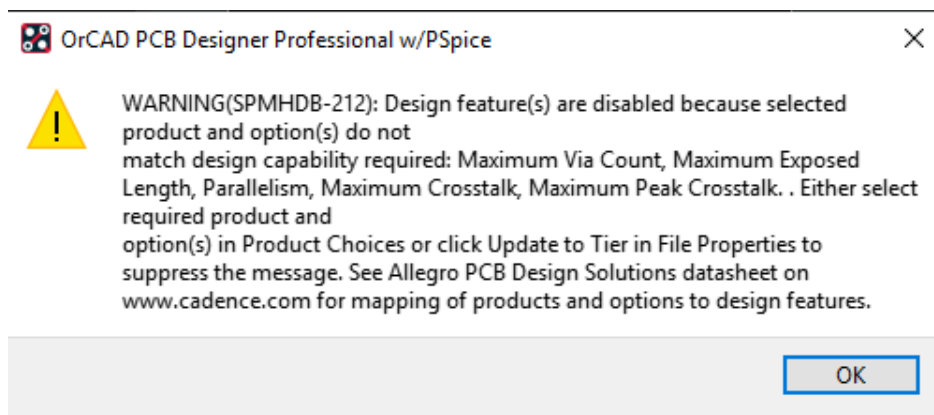 OrCAD PCB Designer Professional w/PSpice
WARNING(SPMHDB-212): Design feature(s) are disabled because selected
product and option(s) do not
match design capability required: Maximum Via Count, Maximum Exposed
Length, Parallelism, Maximum Crosstalk, Maximum Peak Crosstalk. . Either select
required product and
option(s) in Product Choices or click Update to Tier in File Properties to
suppress the message. See Allegro PCB Design Solutions datasheet on
www.cadence.com for mapping of products and options to design features.
OK